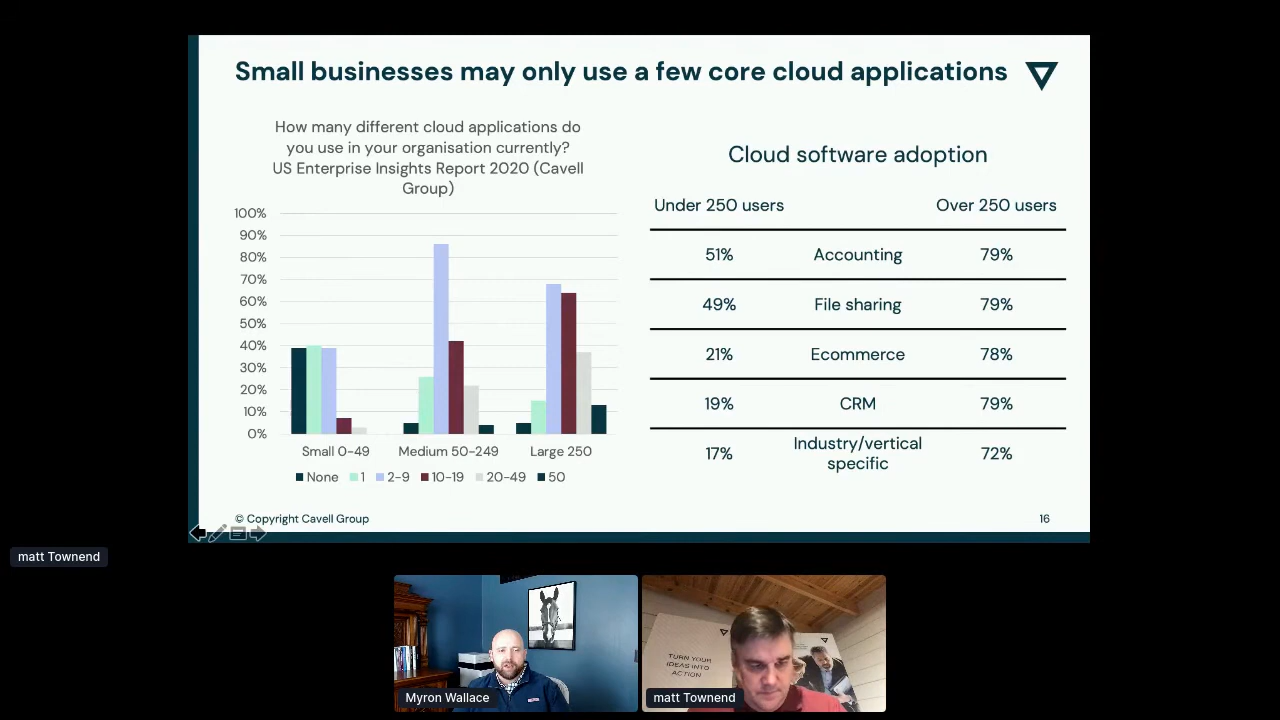 Small businesses may only use a few core cloud applications
How many different cloud applications do
you use in your organisation currently?
US Enterprise Insights Report 2020 (Cavell
Group)
100%
90%
80%
70%
60%
50%
40%
30%
20%
10%
0%
Small 0-49 Medium 50-249 Large 250
None 1 2-9 10-19 20-49 50
Cloud software adoption
Under 250 users Over 250 users
51% Accounting 79%
49% File sharing 79%
21% Ecommerce 78%
19% CRM 79%
17% Industry/vertical specific 72%
© Copyright Cavell Group 16
matt Townend
TURN YOUR
IDEAS INTO
ACTION
Myron Wallace
matt Townend